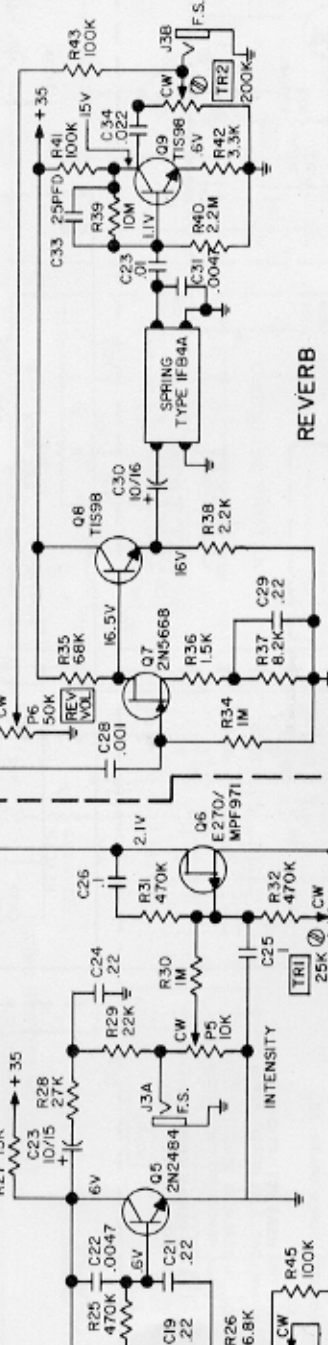 R43
100K
J3B
F.S.
+ 35
R41
100K
15V
C34
.022
CW
TR2
200K
C33
25PFD
R39
10M
Q9
TIS98
.6V
R42
3.3K
1.1V
C23
.01
R40
2.2M
C31
.0047
SPRING
TYPE 1FB4A
REVERB
C30
10/16
+
Q8
TIS98
16V
R38
2.2K
16.5V
R35
68K
REV
VOL
Q7
2N5668
R36
1.5K
C29
.22
R37
8.2K
R34
1M
C28
.001
CW
P6
50K
2.1V
Q6
E270/
MPF971
C26
.1
R31
470K
R32
470K
CW
C25
.1
TR1
25K
R30
1M
C24
.22
R29
22K
CW
P5
10K
INTENSITY
J3A
F.S.
+ 35
R28
27K
C23
10/15
+
.6V
Q5
2N2484
C22
.0047
.6V
C21
.22
R25
470K
C19
.22
R26
6.8K
CW
R45
100K